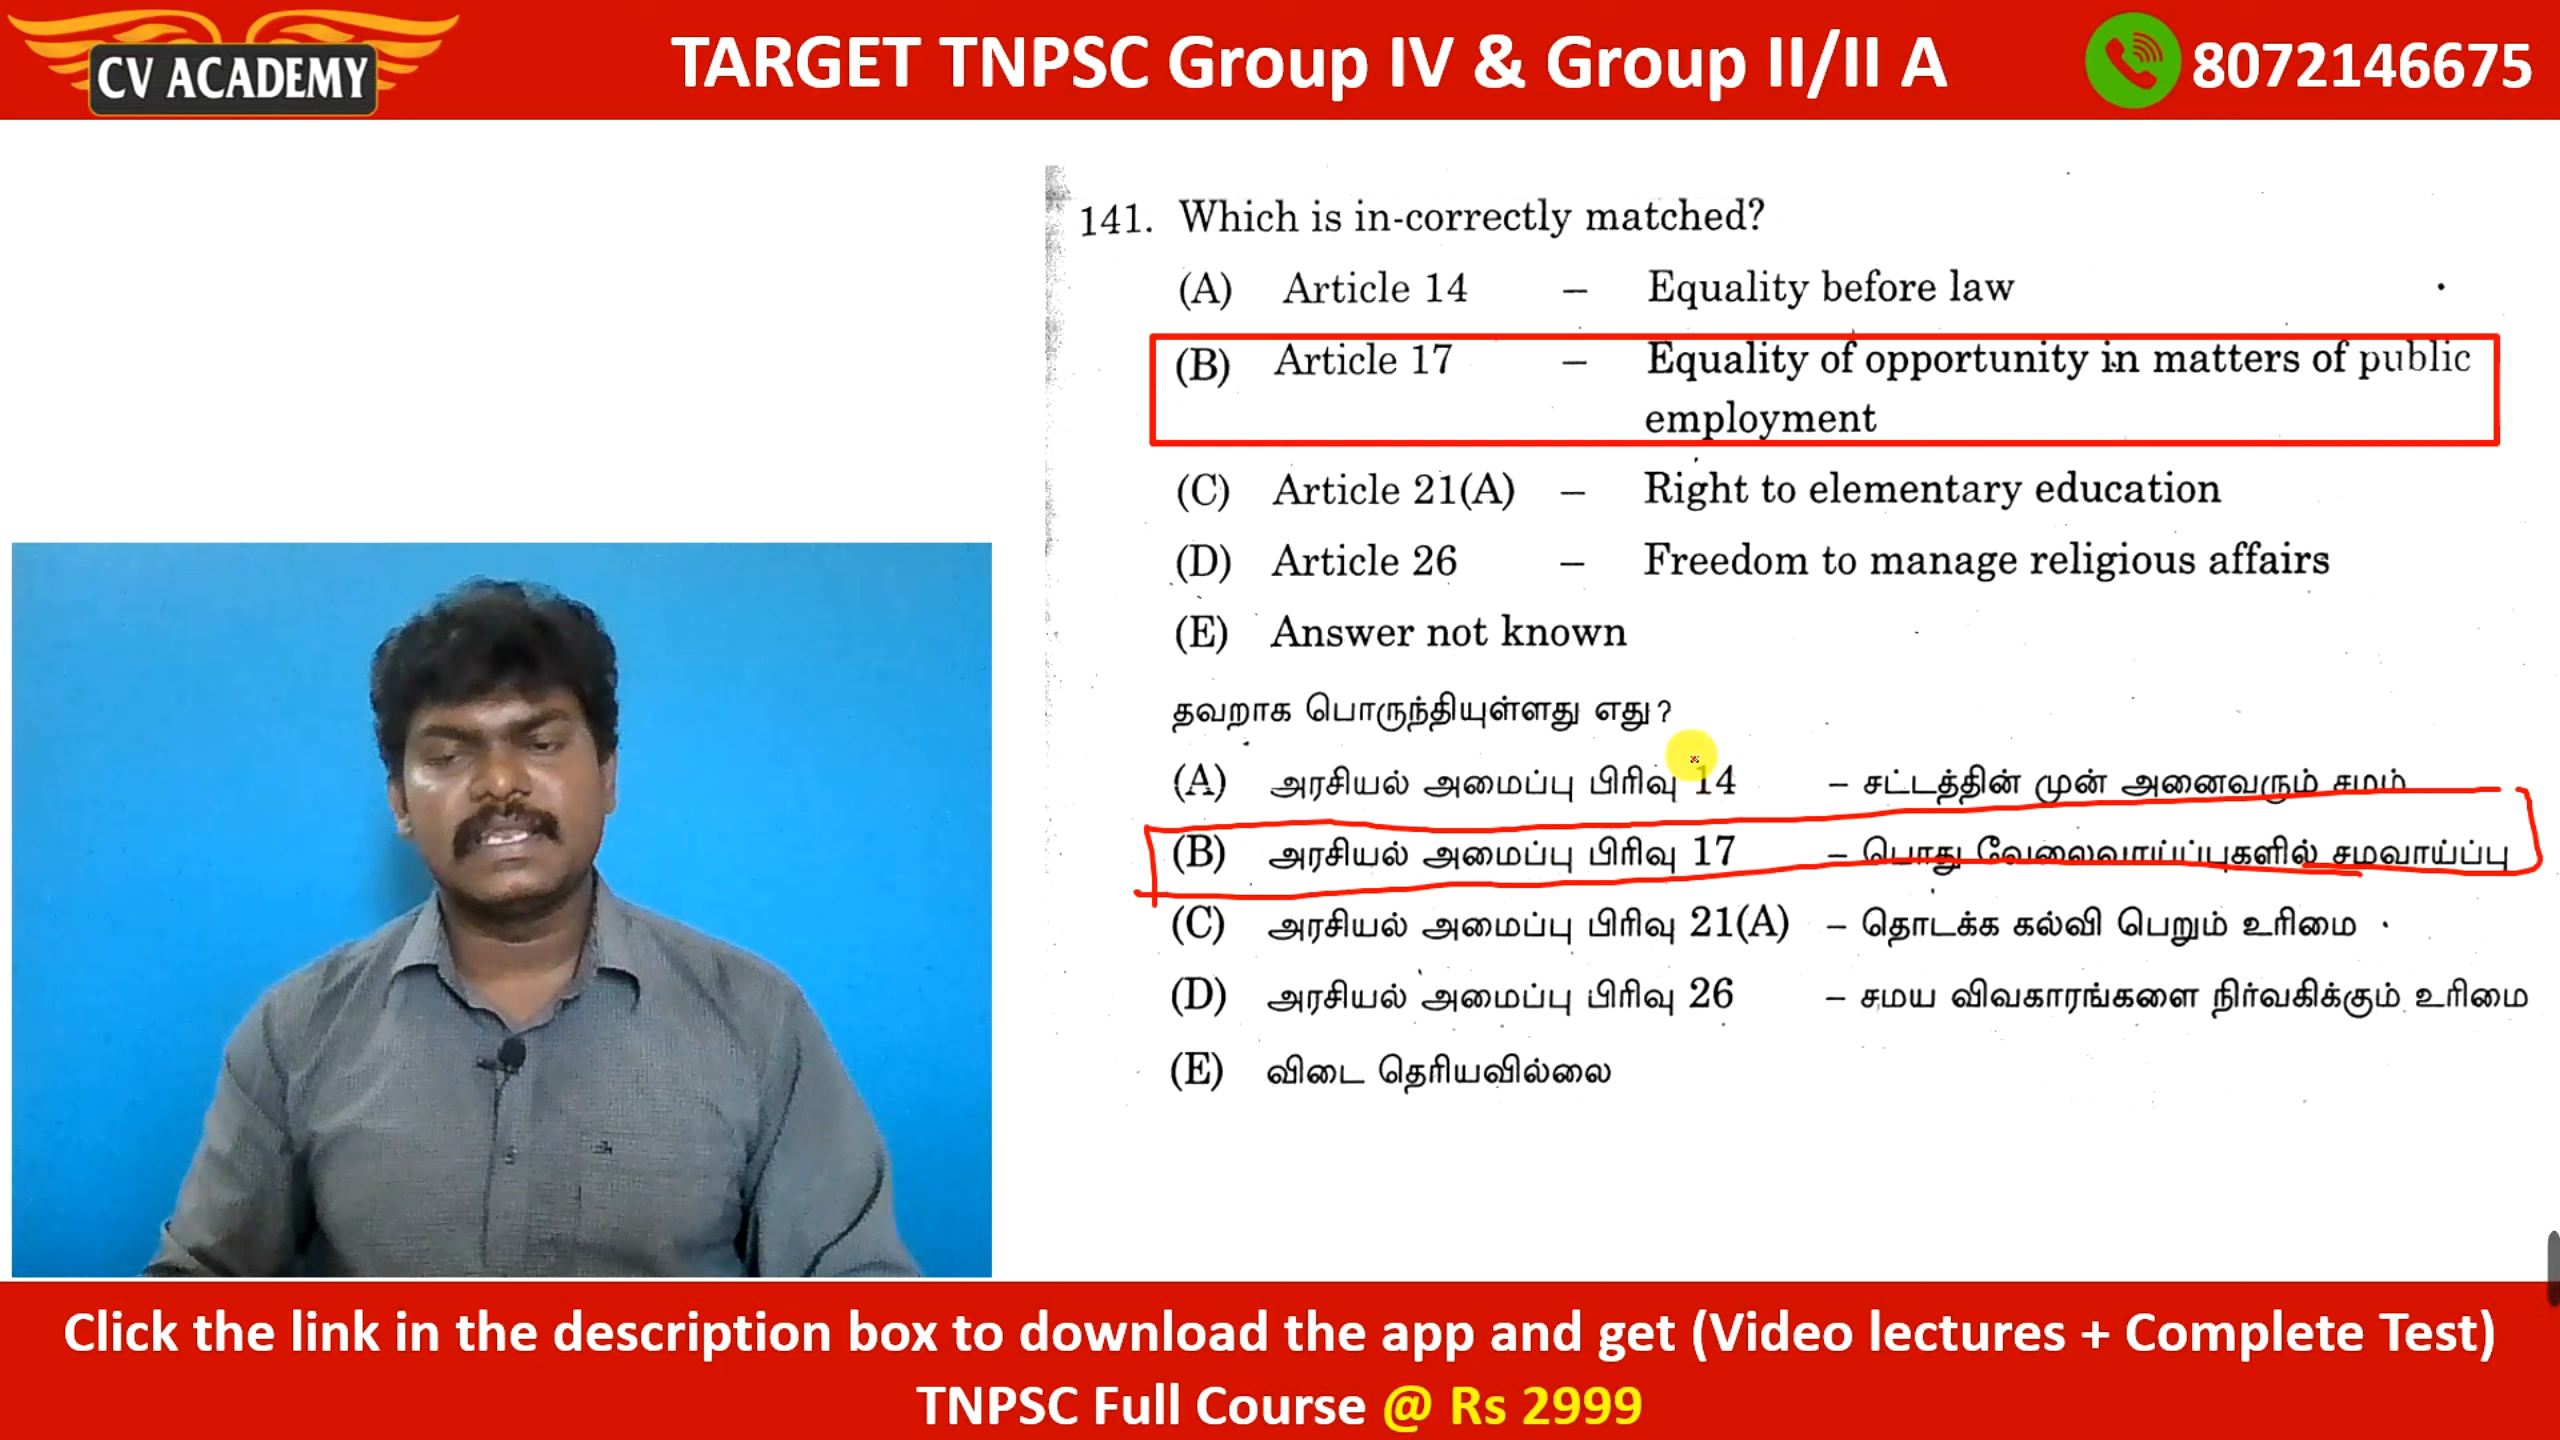 CV ACADEMY
TARGET TNPSC Group IV & Group II/II A
8072146675
141. Which is in-correctly matched?
(A) Article 14 – Equality before law
(B) Article 17 – Equality of opportunity in matters of public
employment
(C) Article 21(A) – Right to elementary education
(D) Article 26 – Freedom to manage religious affairs
(E) Answer not known
தவறாக பொருந்தியுள்ளது எது?
(A) அரசியல் அமைப்பு பிரிவு 14 – சட்டத்தின் முன் அனைவரும் சமம்
(B) அரசியல் அமைப்பு பிரிவு 17 – பொது வேலைவாய்ப்புகளில் சமவாய்ப்பு
(C) அரசியல் அமைப்பு பிரிவு 21(A) – தொடக்க கல்வி பெறும் உரிமை
(D) அரசியல் அமைப்பு பிரிவு 26 – சமய விவகாரங்களை நிர்வகிக்கும் உரிமை
(E) விடை தெரியவில்லை
Click the link in the description box to download the app and get (Video lectures + Complete Test)
TNPSC Full Course @ Rs 2999